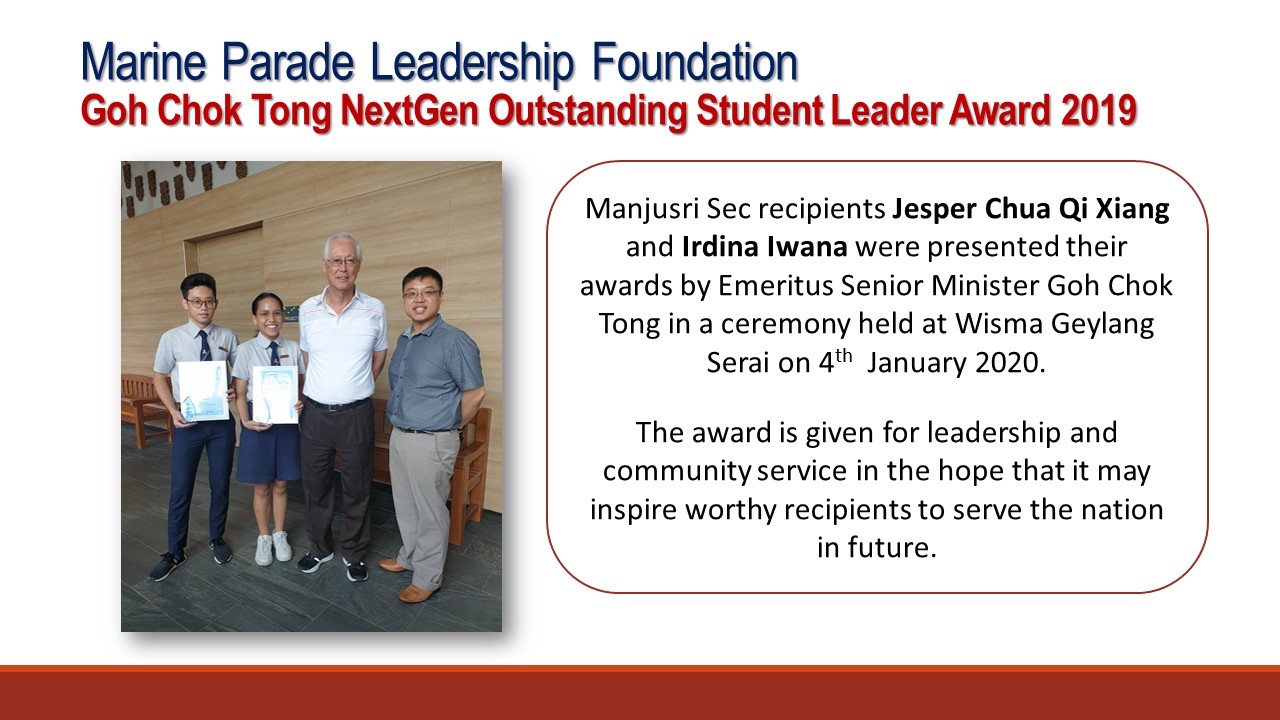 Marine Parade Leadership Foundation
Goh Chok Tong NextGen Outstanding Student Leader Award 2019
Manjusri Sec recipients Jesper Chua Qi Xiang
and Irdina Iwana were presented their
awards by Emeritus Senior Minister Goh Chok
Tong in a ceremony held at Wisma Geylang
Serai on 4th January 2020.
The award is given for leadership and
community service in the hope that it may
inspire worthy recipients to serve the nation
in future.